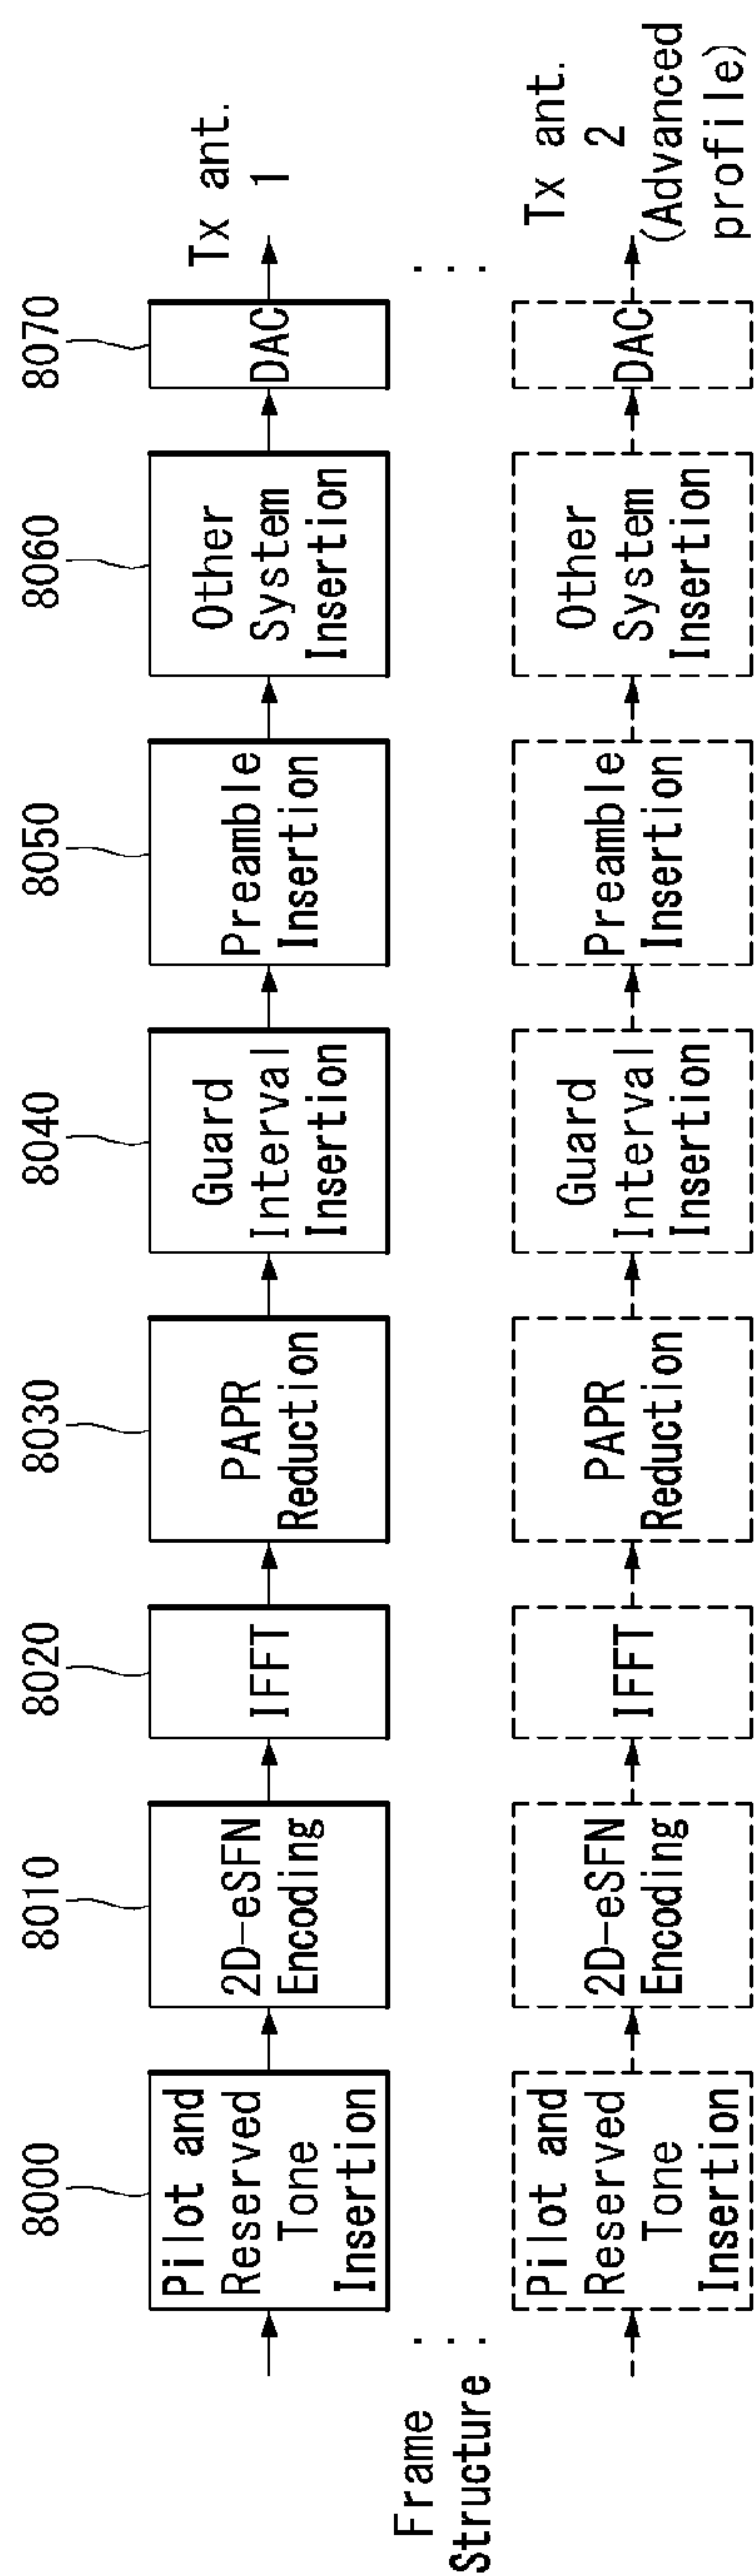 8000
8010
8020
8030
8040
8050
8060
8070
Pilot and
Reserved
Tone
Insertion
2D-eSFN
Encoding
IFFT
PAPR
Reduction
Guard
Interval
Insertion
Preamble
Insertion
Other
System
Insertion
DAC
Tx ant.
1
Frame
Structure
Pilot and
Reserved
Tone
Insertion
2D-eSFN
Encoding
IFFT
PAPR
Reduction
Guard
Interval
Insertion
Preamble
Insertion
Other
System
Insertion
DAC
Tx ant.
2
(Advanced
profile)